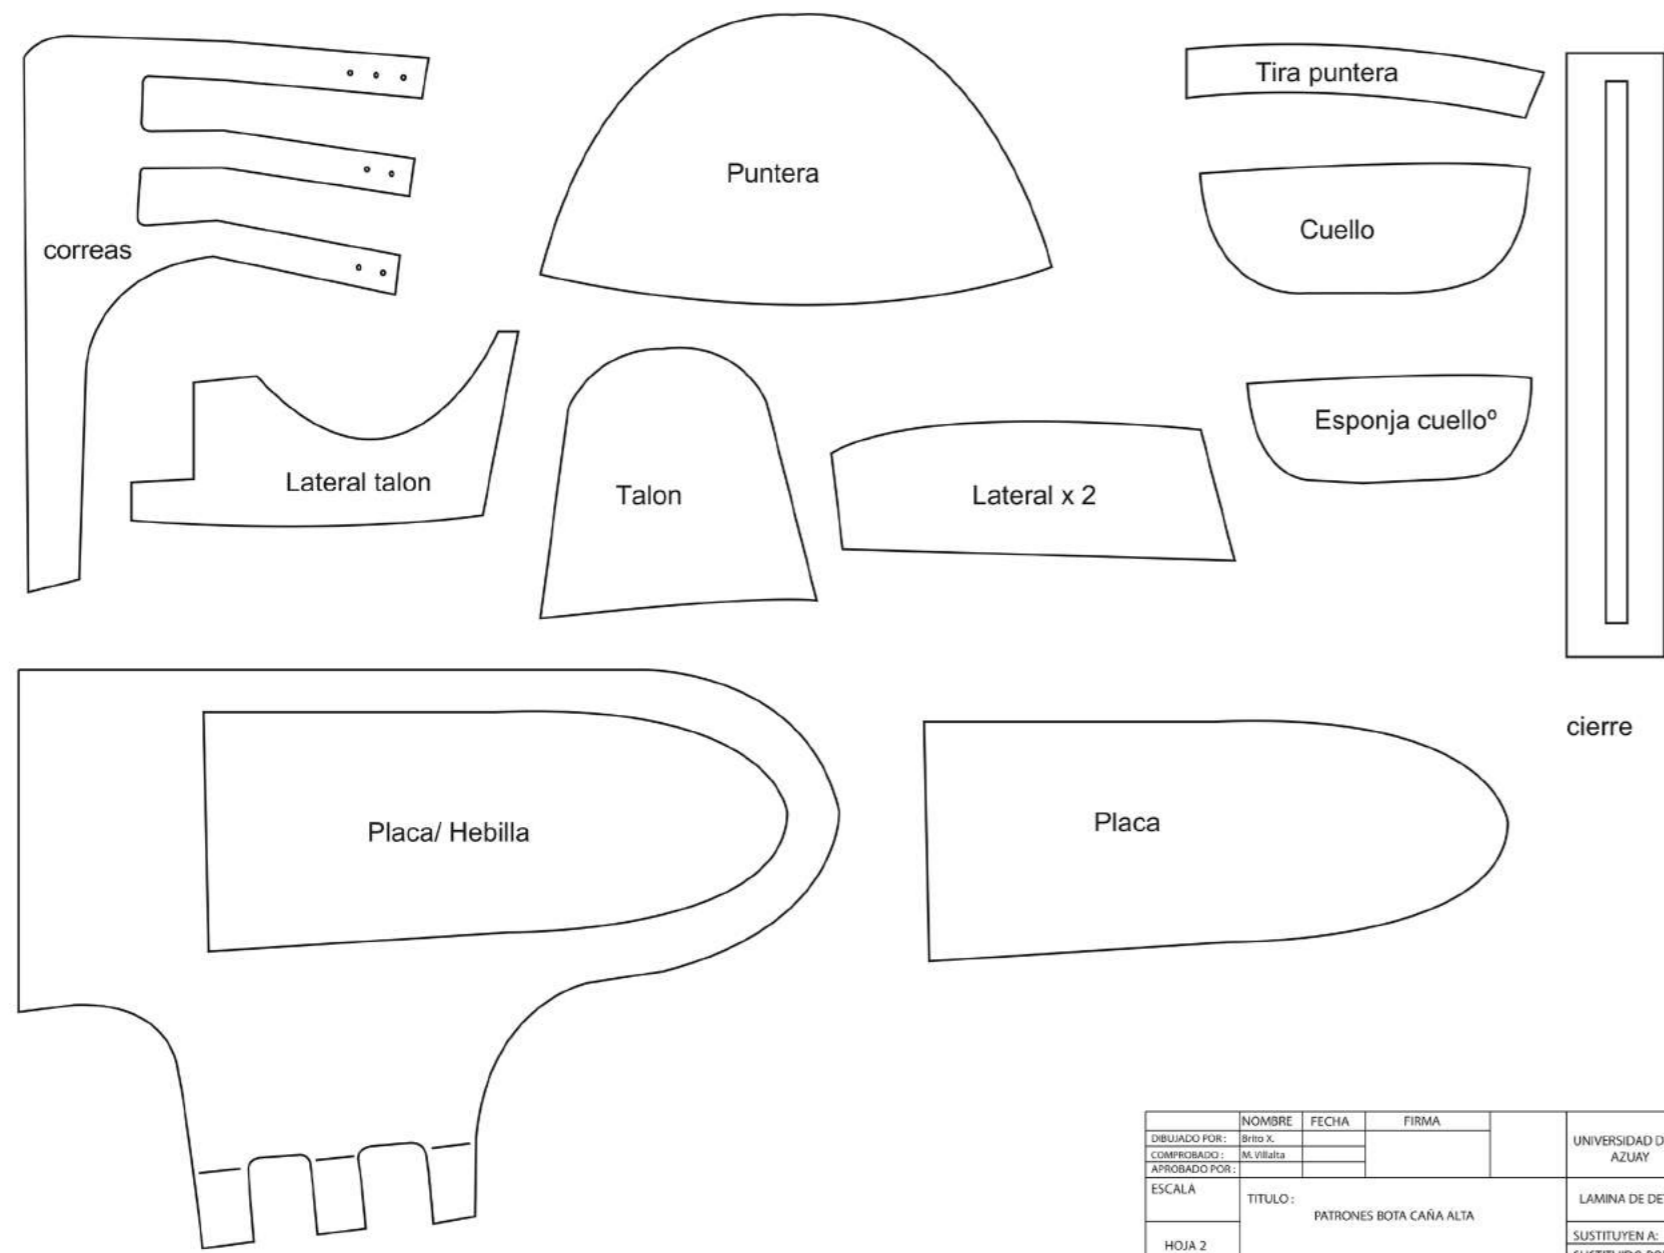 Tira puntera
Puntera
Cuello
correas
Esponja cuelloº
Lateral talon
Talon
Lateral x 2
cierre
Placa/ Hebilla
Placa
NOMBRE FECHA FIRMA
DIBUJADO POR: Brito X.
COMPROBADO: M. Villalta
APROBADO POR:
UNIVERSIDAD D
AZUAY
ESCALA
TITULO:
PATRONES BOTA CAÑA ALTA
LAMINA DE DE
HOJA 2
SUSTITUYEN A: